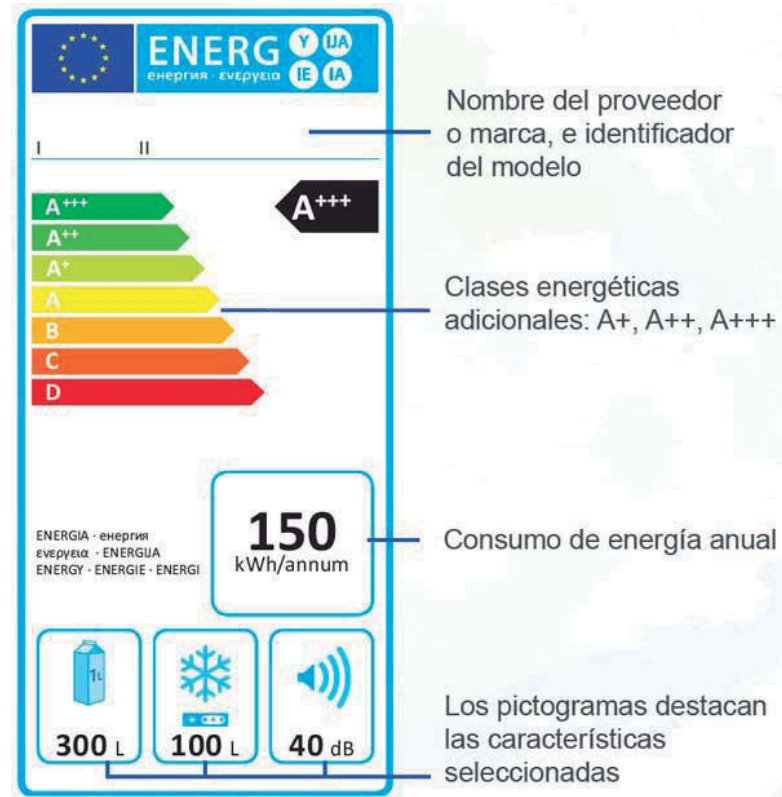 ENERG Y IJA
енергия · ενεργεια IE IA
Nombre del proveedor
o marca, e identificador
del modelo
I II
A+++ A+++
A++
A+
A
B
C
D
Clases energéticas
adicionales: A+, A++, A+++
ENERGIA · енергия
ενεργεια · ENERGIJA
ENERGY · ENERGIE · ENERGI
150
kWh/annum
Consumo de energía anual
1L
300 L 100 L 40 dB
Los pictogramas destacan
las características
seleccionadas